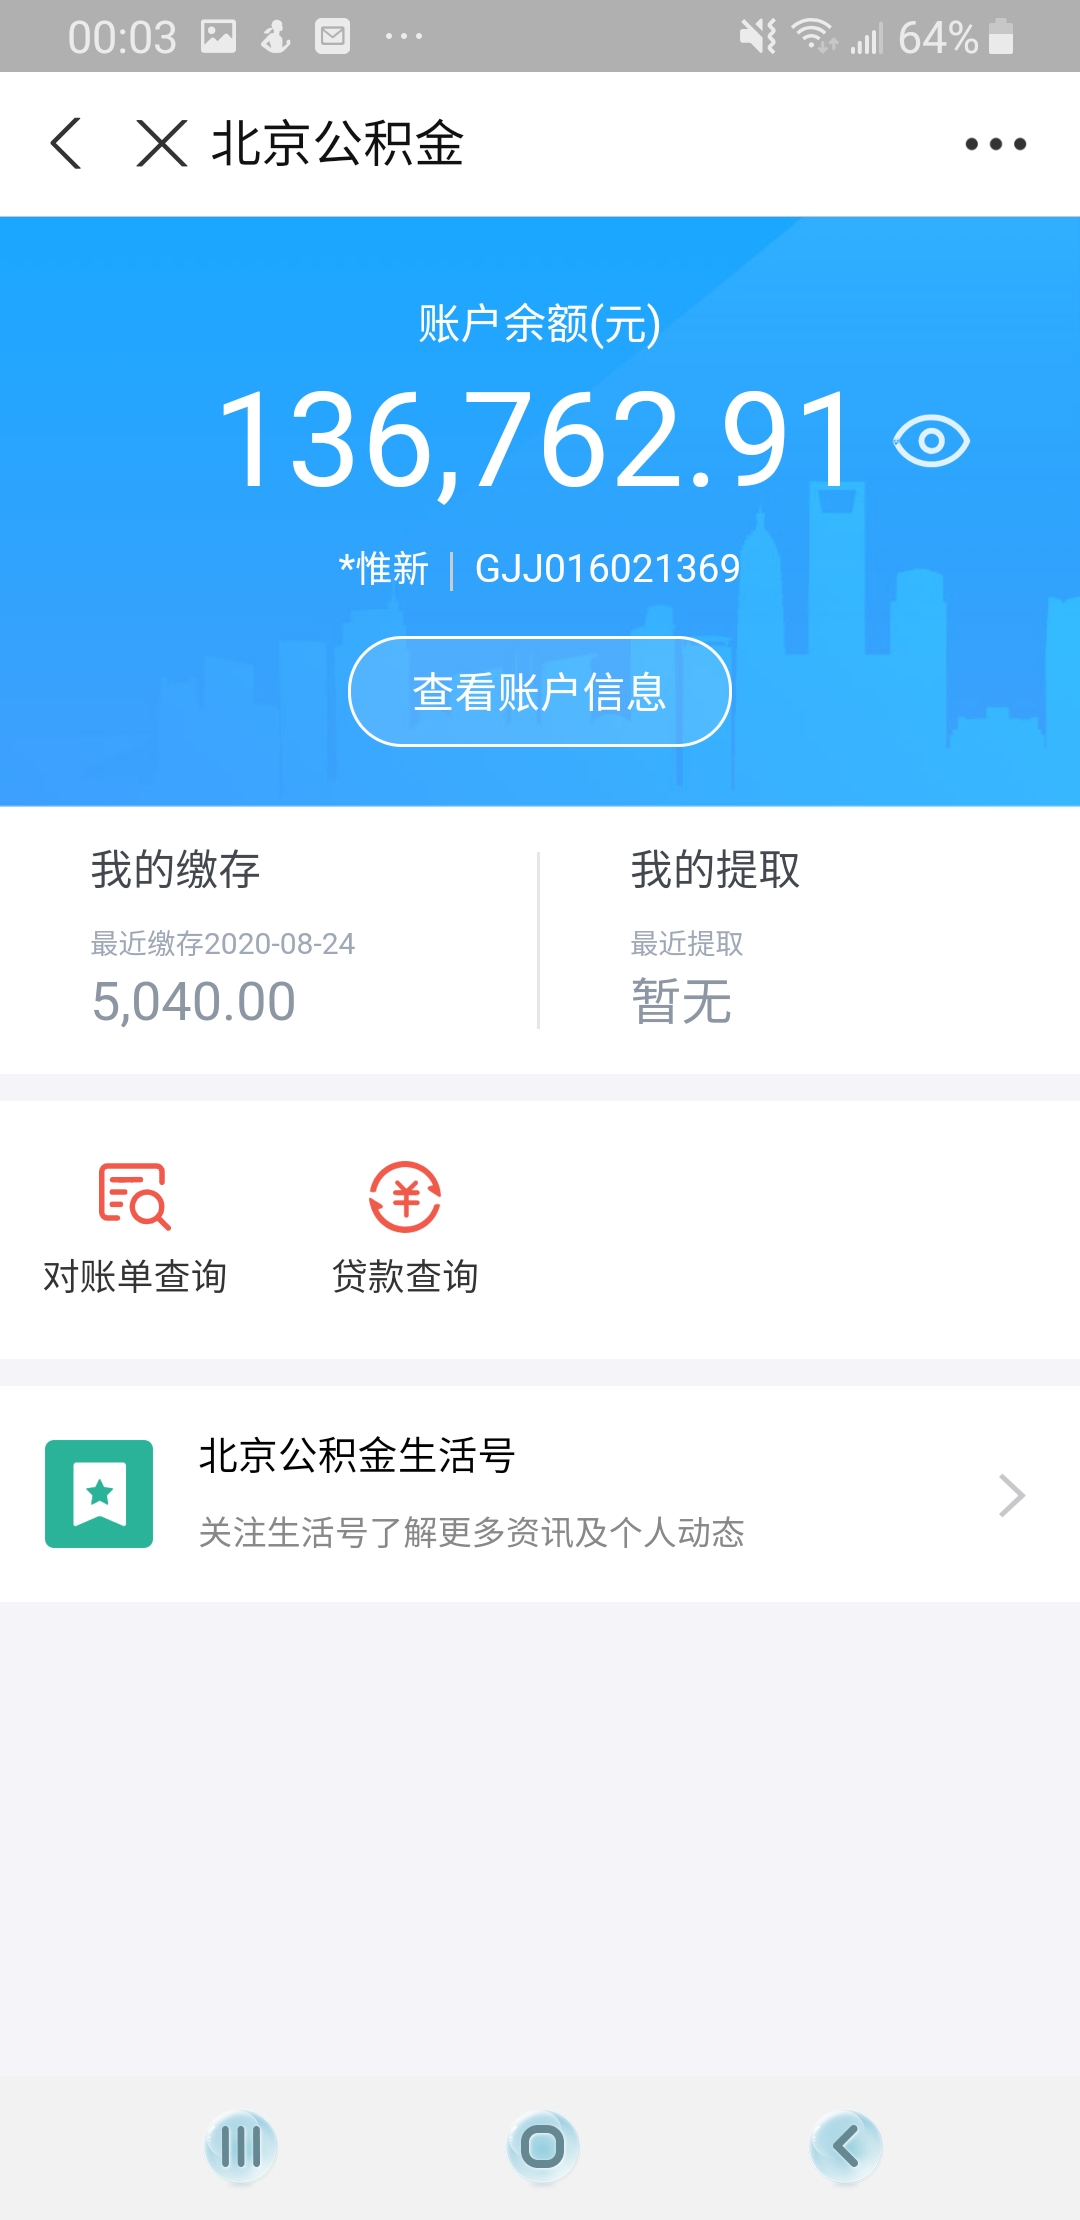 00:03 64%
北京公积金
账户余额(元)
136,762.91
*惟新 | GJJ016021369
查看账户信息
我的缴存
最近缴存2020-08-24
5,040.00
我的提取
最近提取
暂无
对账单查询
贷款查询
北京公积金生活号
关注生活号了解更多资讯及个人动态